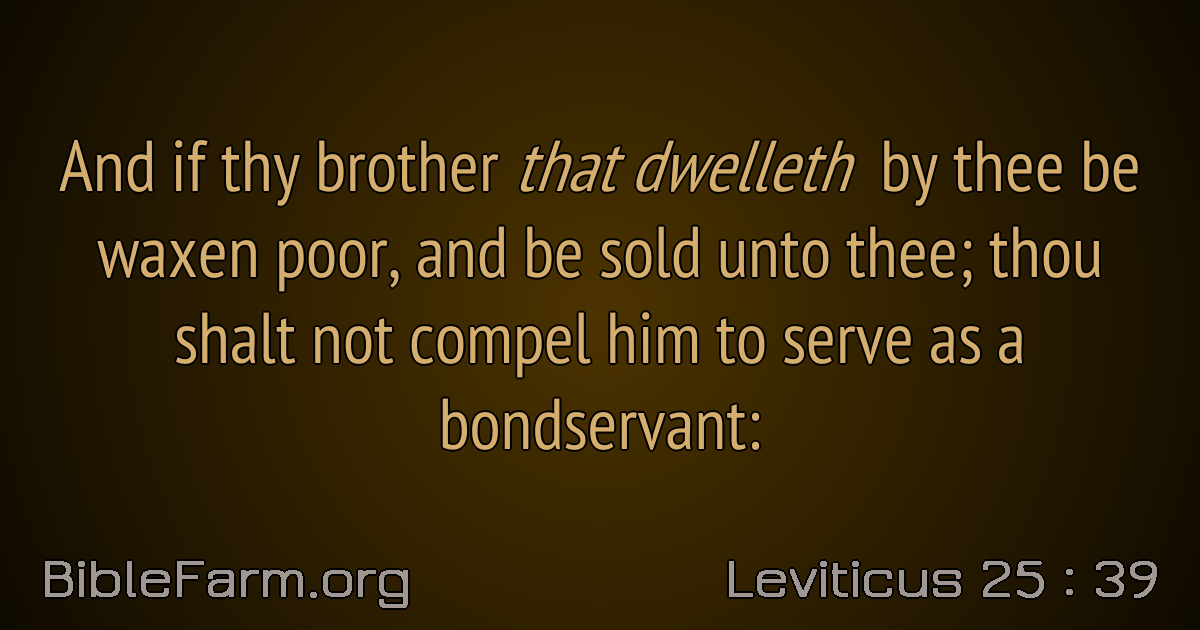 And if thy brother that dwelleth by thee be
waxen poor, and be sold unto thee; thou
shalt not compel him to serve as a
bondservant:
BibleFarm.org
Leviticus 25 : 39